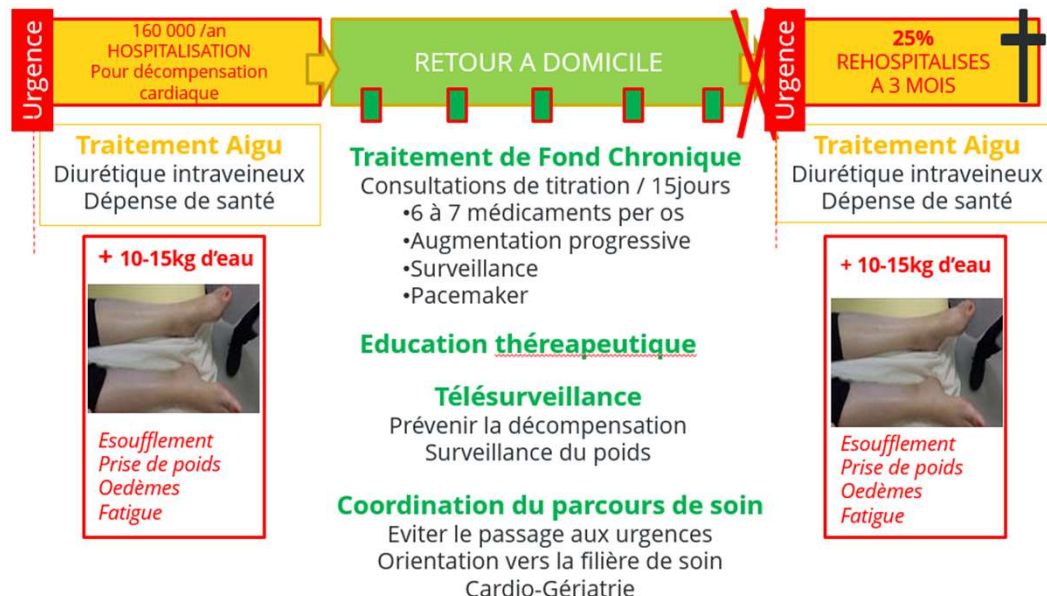 Urgence
160 000 /an
HOSPITALISATION
Pour décompensation
cardiaque
RETOUR A DOMICILE
Urgence
25%
REHOSPITALISES
A 3 MOIS
Traitement Aigu
Diurétique intraveineux
Dépense de santé
+ 10-15kg d'eau
Esoufflement
Prise de poids
Oedèmes
Fatigue
Traitement de Fond Chronique
Consultations de titration / 15jours
•6 à 7 médicaments per os
•Augmentation progressive
•Surveillance
•Pacemaker
Education théreapeutique
Télésurveillance
Prévenir la décompensation
Surveillance du poids
Coordination du parcours de soin
Eviter le passage aux urgences
Orientation vers la filière de soin
Cardio-Gériatrie
Traitement Aigu
Diurétique intraveineux
Dépense de santé
+ 10-15kg d'eau
Esoufflement
Prise de poids
Oedèmes
Fatigue